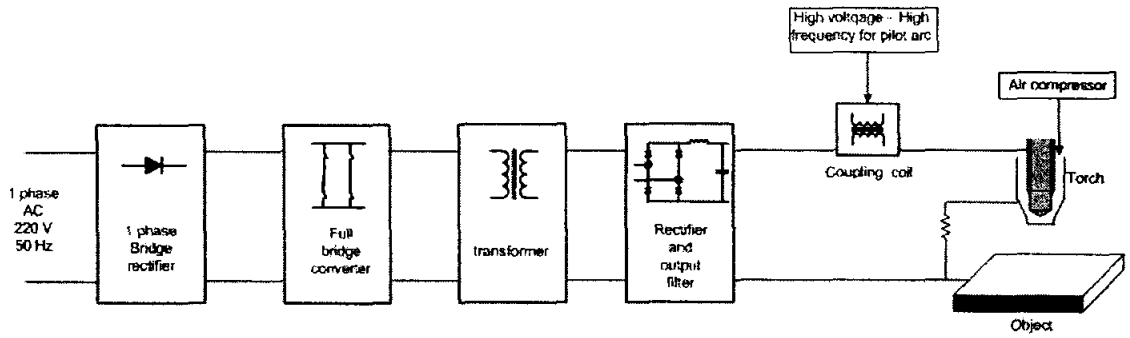 High voltqage - High
frequency for pilot arc
Air compressor
1 phase
AC
220 V
50 Hz
1 phase
Bridge
rectifier
Full
bridge
converter
transformer
Rectifier
and
output
filter
Coupling coil
Torch
Object